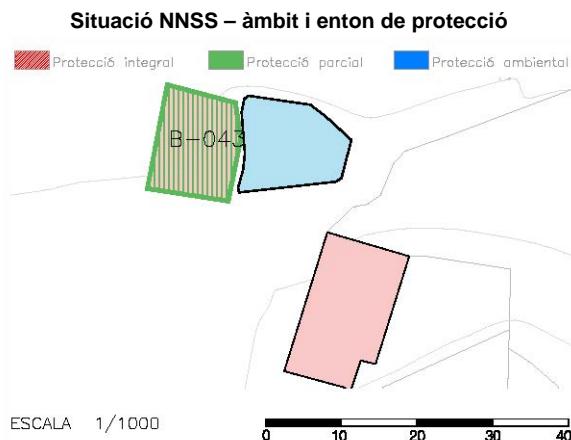 Situació NNSS – àmbit i enton de protecció
Protecció integral Protecció parcial Protecció ambiental
B-043
ESCALA 1/1000
0 10 20 30 40